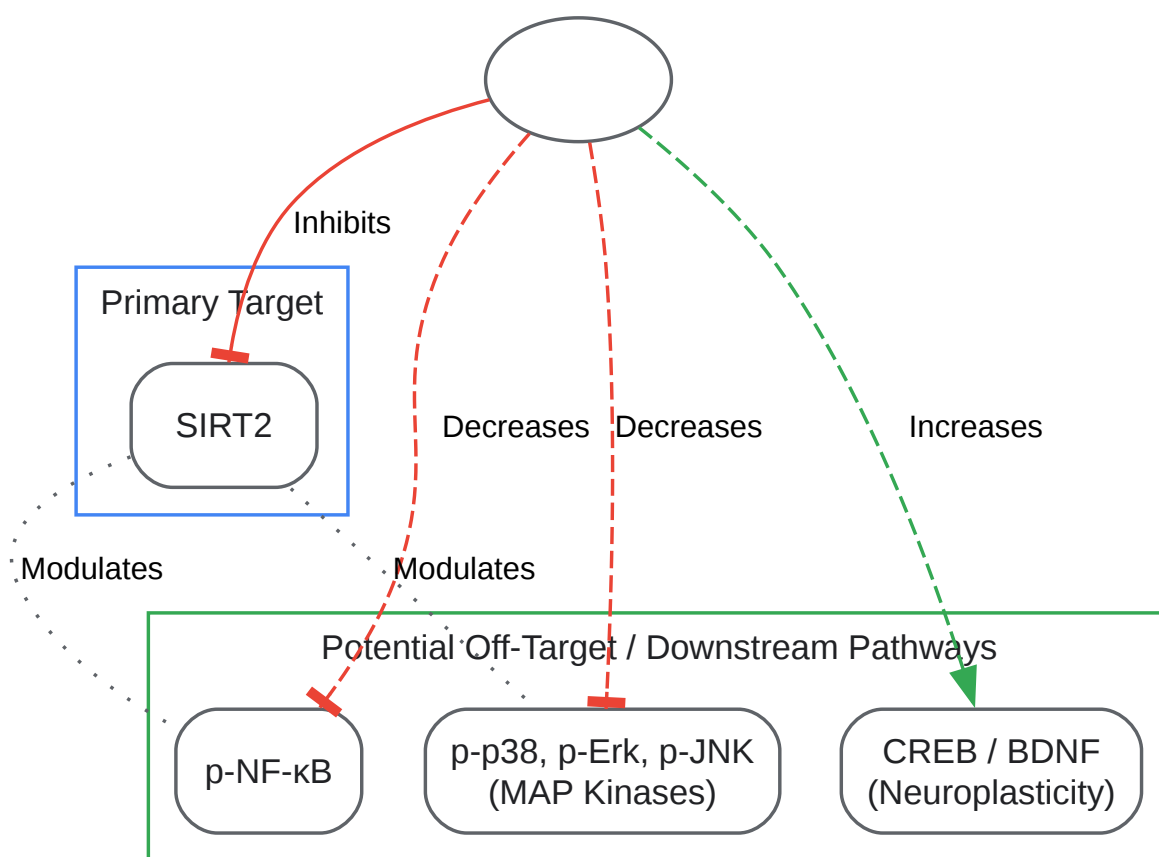 Inhibits
Primary Target
SIRT2
Decreases
Decreases
Increases
Modulates
Modulates
Potential Off-Target / Downstream Pathways
p-NF-κB
p-p38, p-Erk, p-JNK
(MAP Kinases)
CREB / BDNF
(Neuroplasticity)